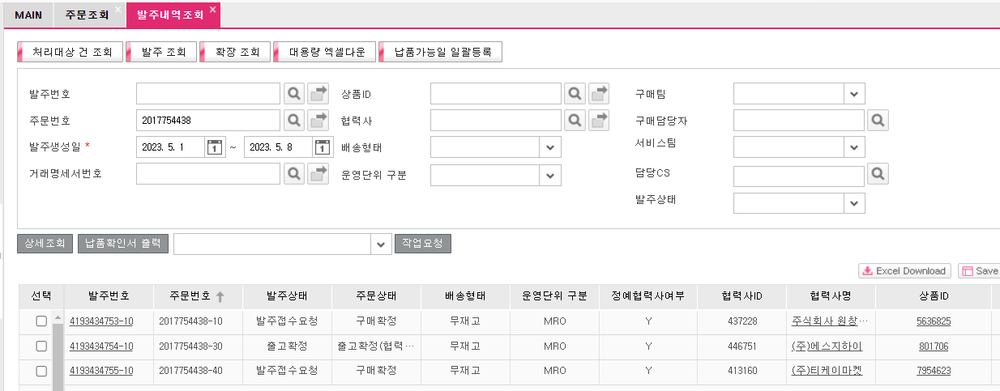 MAIN 주문조회 발주내역조회
처리대상 건 조회 발주 조회 확장 조회 대용량 엑셀다운 납품가능일 일괄등록
발주번호 상품ID 구매팀
주문번호 2017754438 협력사 구매담당자
발주생성일 * 2023. 5. 1 ~ 2023. 5. 8 배송형태 서비스팀
거래명세서번호 운영단위 구분 담당CS
발주상태
상세조회 납품확인서 출력 작업요청
Excel Download Save
선택 발주번호 주문번호 발주상태 주문상태 배송형태 운영단위 구분 정예협력사여부 협력사ID 협력사명 상품ID
4193434753-10 2017754438-10 발주접수요청 구매확정 무재고 MRO Y 437228 주식회사 원창… 5636825
4193434754-10 2017754438-30 출고확정 출고확정(협력… 무재고 MRO Y 446751 (주)에스지하이 801706
4193434755-10 2017754438-40 발주접수요청 구매확정 무재고 MRO Y 413160 (주)티케이마켓 7954623